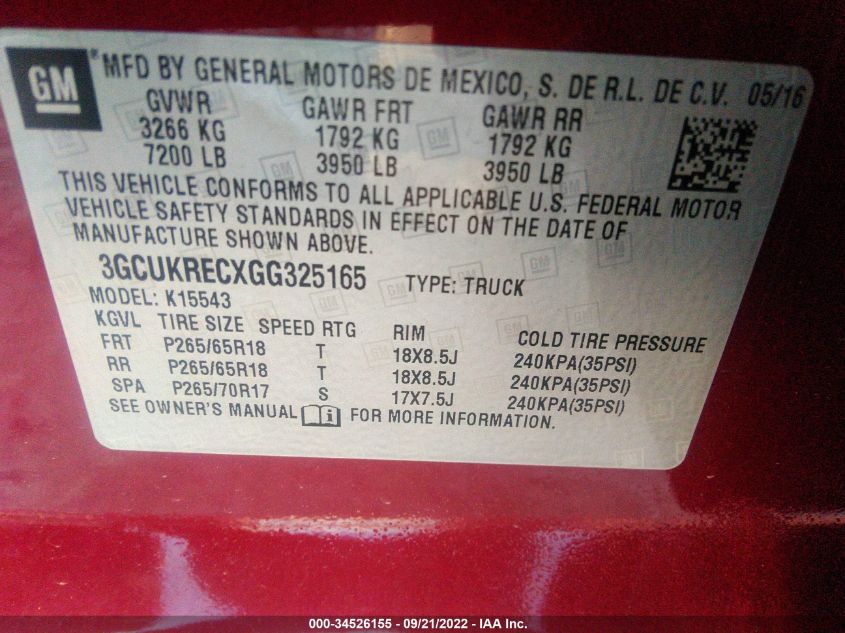 GM
MFD BY GENERAL MOTORS DE MEXICO, S. DE R.L. DE C.V. 05/16
GVWR GAWR FRT GAWR RR
3266 KG 1792 KG 1792 KG
7200 LB 3950 LB 3950 LB
THIS VEHICLE CONFORMS TO ALL APPLICABLE U.S. FEDERAL MOTOR
VEHICLE SAFETY STANDARDS IN EFFECT ON THE DATE OF
MANUFACTURE SHOWN ABOVE.
3GCUKRECXGG325165 TYPE: TRUCK
MODEL: K15543
KGVL TIRE SIZE SPEED RTG RIM COLD TIRE PRESSURE
FRT P265/65R18 T 18X8.5J 240KPA(35PSI)
RR P265/65R18 T 18X8.5J 240KPA(35PSI)
SPA P265/70R17 S 17X7.5J 240KPA(35PSI)
SEE OWNER'S MANUAL FOR MORE INFORMATION.
000-34526155 - 09/21/2022 - IAA Inc.